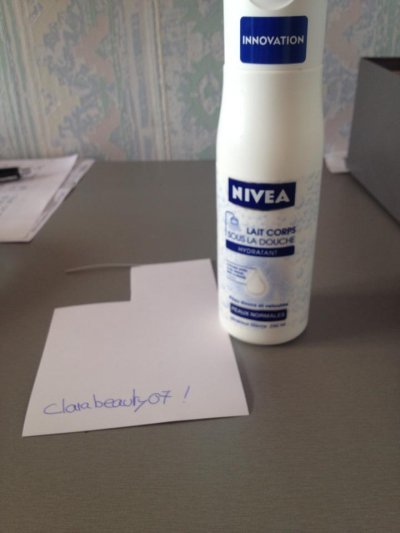 INNOVATION
NIVEA
LAIT CORPS
SOUS LA DOUCHE
HYDRATANT
PEAUX NORMALES
clarabeauty07 !